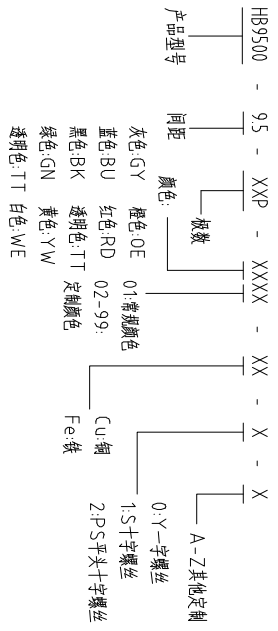 HB9500 - 9.5 - XXP - XXXX - XX - X - X
产品型号
间距
极数
颜色:
灰色:GY 橙色:OE
蓝色:BU 红色:RD
黑色:BK 透明色:TT
绿色:GN 黄色:YW
透明色:TT 白色:WE
01:常规颜色
02-99:
定制颜色
Cu:铜
Fe:铁
0:Y一字螺丝
1:S十字螺丝
2:PS平头十字螺丝
A-Z其他定制